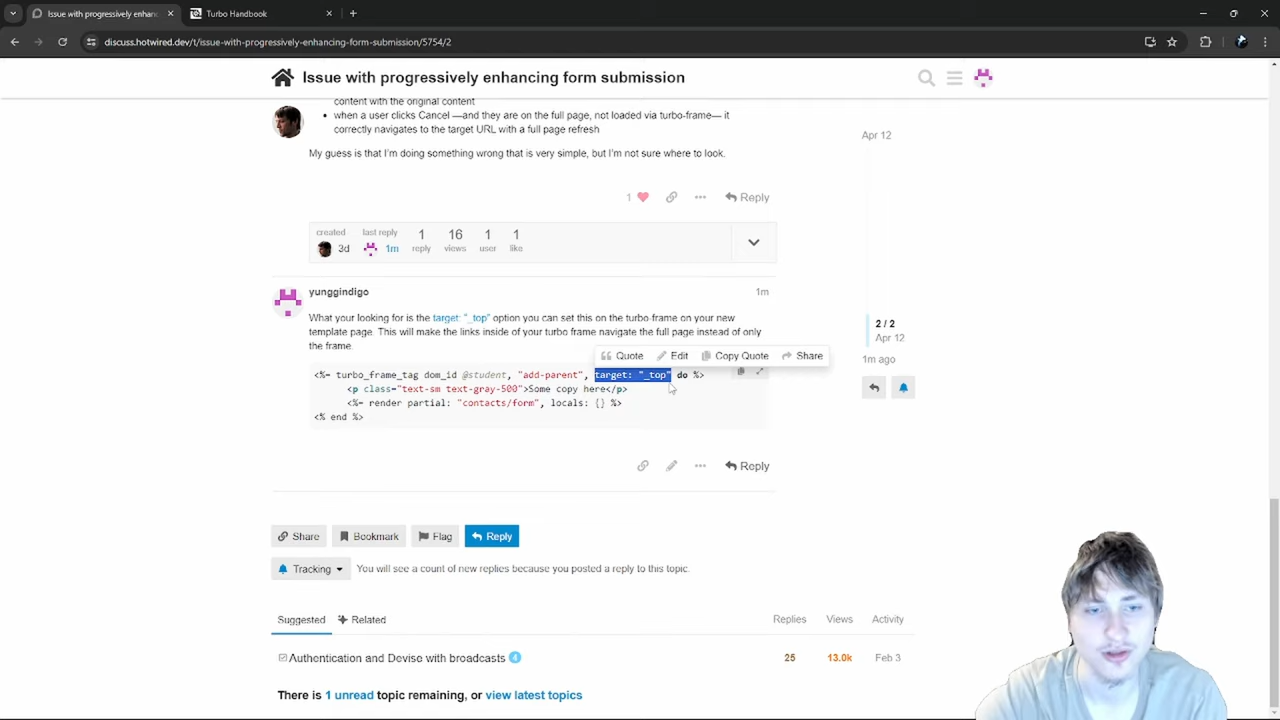 Issue with progressively enhan
Turbo Handbook
discuss.hotwired.dev/t/issue-with-progressively-enhancing-form-submission/5754/2
Issue with progressively enhancing form submission
content with the original content
when a user clicks Cancel —and they are on the full page, not loaded via turbo-frame— it
correctly navigates to the target URL with a full page refresh
My guess is that I'm doing something wrong that is very simple, but I'm not sure where to look.
1 Reply
created last reply 1 16 1 1
3d 1m reply views user like
yunggindigo 1m
What your looking for is the target: "_top" option you can set this on the turbo-frame on your new
template page. This will make the links inside of your turbo frame navigate the full page instead of only
the frame.
Quote Edit Copy Quote Share
<%= turbo_frame_tag dom_id @student, "add-parent", target: "_top" do %>
<p class="text-sm text-gray-500">Some copy here</p>
<%= render partial: "contacts/form", locals: {} %>
<% end %>
Reply
Share Bookmark Flag Reply
Tracking You will see a count of new replies because you posted a reply to this topic.
Suggested Related Replies Views Activity
Authentication and Devise with broadcasts 4 25 13.0k Feb 3
There is 1 unread topic remaining, or view latest topics
Apr 12
2 / 2
Apr 12
1m ago